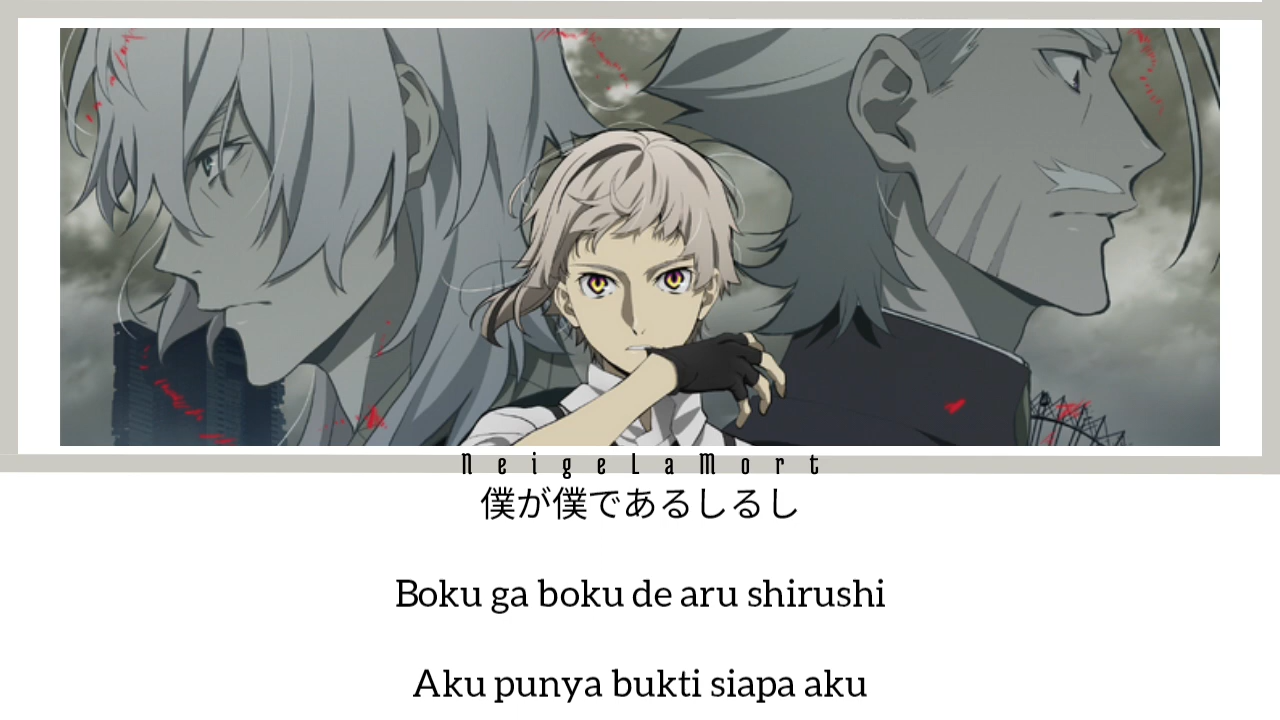 NeigeLaMort
僕が僕であるしるし
Boku ga boku de aru shirushi
Aku punya bukti siapa aku